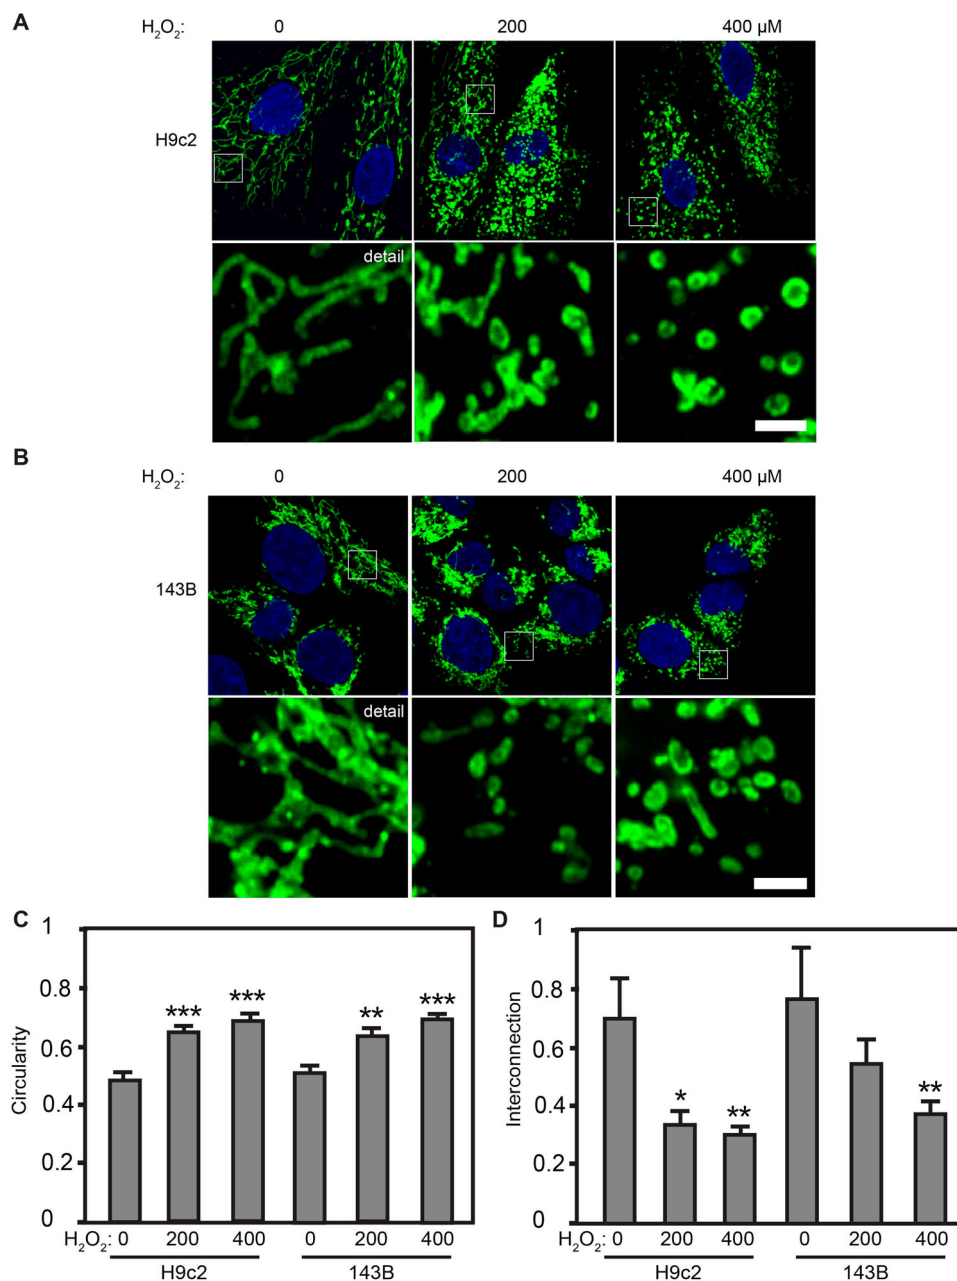 A
H₂O₂: 0 200 400 µM
H9c2
detail
B
H₂O₂: 0 200 400 µM
143B
detail
C
1
0.8
0.6
0.4
0.2
0
Circularity
*** *** ** ***
H₂O₂: 0 200 400 0 200 400
H9c2 143B
D
1
0.8
0.6
0.4
0.2
0
Interconnection
* ** **
H₂O₂: 0 200 400 0 200 400
H9c2 143B